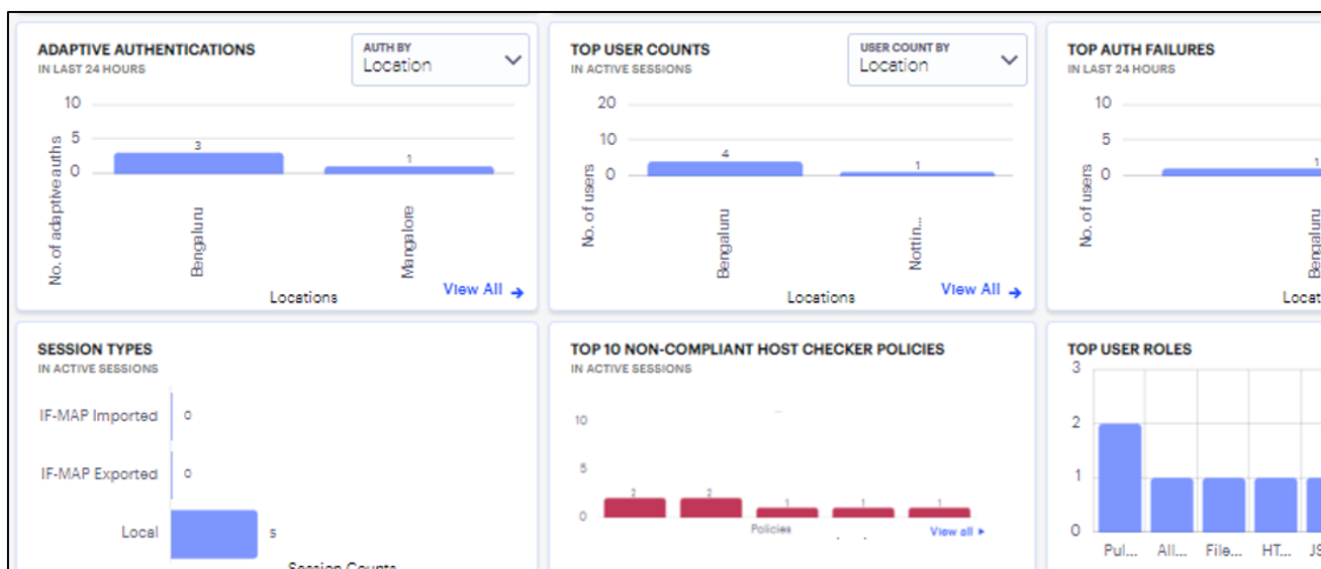 ADAPTIVE AUTHENTICATIONS
IN LAST 24 HOURS
AUTH BY
Location
10
5
0
3
1
No. of adaptive auths
Bengaluru
Mangalore
Locations
View All
TOP USER COUNTS
IN ACTIVE SESSIONS
USER COUNT BY
Location
20
10
0
4
1
No. of users
Bengaluru
Nottin...
Locations
View All
TOP AUTH FAILURES
IN LAST 24 HOURS
10
5
0
1
No. of users
Bengaluru
Locat
SESSION TYPES
IN ACTIVE SESSIONS
IF-MAP Imported
0
IF-MAP Exported
0
Local
5
Session Counts
TOP 10 NON-COMPLIANT HOST CHECKER POLICIES
IN ACTIVE SESSIONS
10
5
0
2
2
1
1
1
Policies
View all
TOP USER ROLES
3
2
1
0
Pul...
All...
File...
HT...
JS